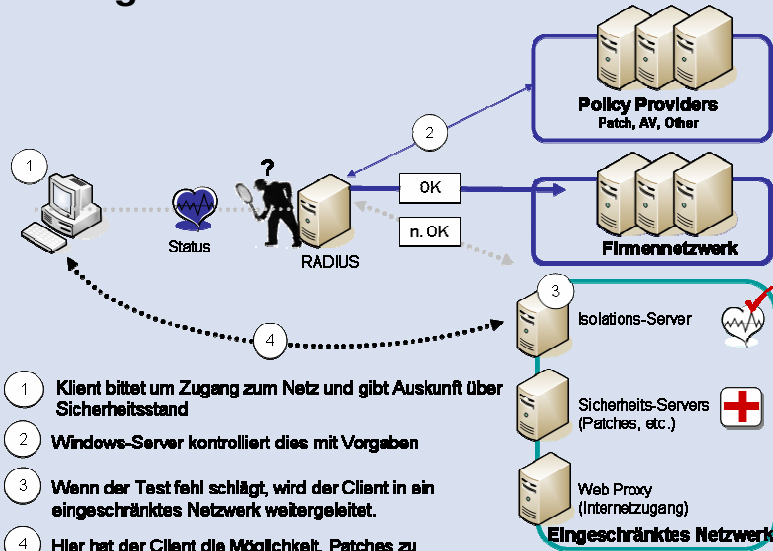 Policy Providers
Patch, AV, Other
2
1
?
OK
n. OK
Status
RADIUS
Firmennetzwerk
3
Isolations-Server
4
1 Klient bittet um Zugang zum Netz und gibt Auskunft über
Sicherheitsstand
2 Windows-Server kontrolliert dies mit Vorgaben
3 Wenn der Test fehl schlägt, wird der Client in ein
eingeschränktes Netzwerk weitergeleitet.
4 Hier hat der Client die Möglichkeit, Patches zu
Sicherheits-Servers
(Patches, etc.)
Web Proxy
(Internetzugang)
Eingeschränktes Netzwerk